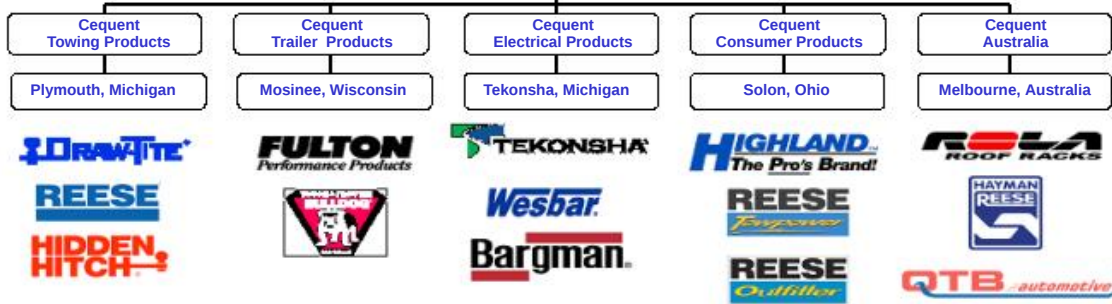 Cequent
Towing Products
Cequent
Trailer Products
Cequent
Electrical Products
Cequent
Consumer Products
Cequent
Australia
Plymouth, Michigan
Mosinee, Wisconsin
Tekonsha, Michigan
Solon, Ohio
Melbourne, Australia
DRAW-TITE
REESE
HIDDEN
HITCH
FULTON
Performance Products
BULLDOG
TEKONSHA
Wesbar
Bargman
HIGHLAND
The Pro's Brand!
REESE
Towpower
REESE
Outfitter
ROLA
ROOF RACKS
HAYMAN
REESE
QTB automotive